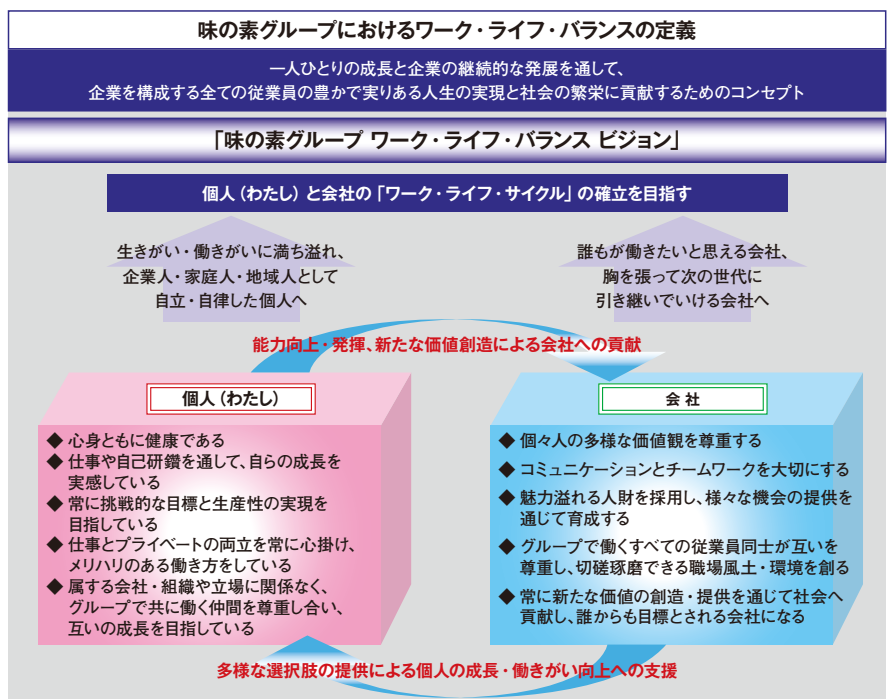 味の素グループにおけるワーク・ライフ・バランスの定義
一人ひとりの成長と企業の継続的な発展を通して、
企業を構成する全ての従業員の豊かで実りある人生の実現と社会の繁栄に貢献するためのコンセプト
「味の素グループ ワーク・ライフ・バランス ビジョン」
個人（わたし）と会社の「ワーク・ライフ・サイクル」の確立を目指す
生きがい・働きがいに満ち溢れ、
企業人・家庭人・地域人として
自立・自律した個人へ
誰もが働きたいと思える会社、
胸を張って次の世代に
引き継いでいける会社へ
能力向上・発揮、新たな価値創造による会社への貢献
個人（わたし）
◆ 心身ともに健康である
◆ 仕事や自己研鑽を通して、自らの成長を
実感している
◆ 常に挑戦的な目標と生産性の実現を
目指している
◆ 仕事とプライベートの両立を常に心掛け、
メリハリのある働き方をしている
◆ 属する会社・組織や立場に関係なく、
グループで共に働く仲間を尊重し合い、
互いの成長を目指している
会社
◆ 個々人の多様な価値観を尊重する
◆ コミュニケーションとチームワークを大切にする
◆ 魅力溢れる人財を採用し、様々な機会の提供を
通じて育成する
◆ グループで働くすべての従業員同士が互いを
尊重し、切磋琢磨できる職場風土・環境を創る
◆ 常に新たな価値の創造・提供を通じて社会へ
貢献し、誰からも目標とされる会社になる
多様な選択肢の提供による個人の成長・働きがい向上への支援